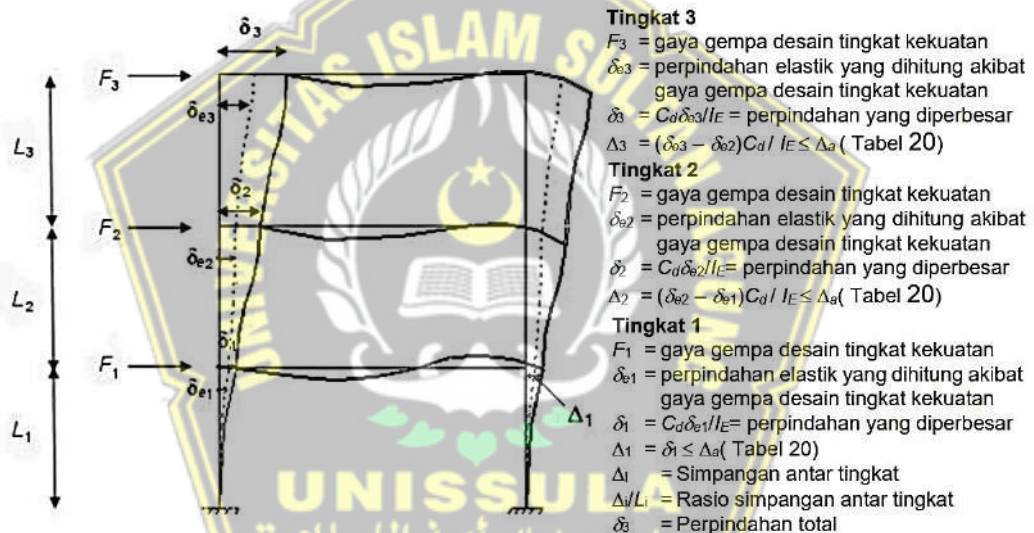 δ3
F3
δe3
L3
δ2
F2
δe2
L2
δ1
F1
δe1
Δ1
L1
Tingkat 3
F3 = gaya gempa desain tingkat kekuatan
δe3 = perpindahan elastik yang dihitung akibat
gaya gempa desain tingkat kekuatan
δ3 = Cdδe3/IE = perpindahan yang diperbesar
Δ3 = (δe3 – δe2)Cd / IE ≤ Δa ( Tabel 20)
Tingkat 2
F2 = gaya gempa desain tingkat kekuatan
δe2 = perpindahan elastik yang dihitung akibat
gaya gempa desain tingkat kekuatan
δ2 = Cdδe2/IE = perpindahan yang diperbesar
Δ2 = (δe2 – δe1)Cd / IE ≤ Δa( Tabel 20)
Tingkat 1
F1 = gaya gempa desain tingkat kekuatan
δe1 = perpindahan elastik yang dihitung akibat
gaya gempa desain tingkat kekuatan
δ1 = Cdδe1/IE = perpindahan yang diperbesar
Δ1 = δ1 ≤ Δa( Tabel 20)
Δi = Simpangan antar tingkat
Δi/Li = Rasio simpangan antar tingkat
δ3 = Perpindahan total
UNIVERSITAS ISLAM SULTAN AGUNG
UNISSULA